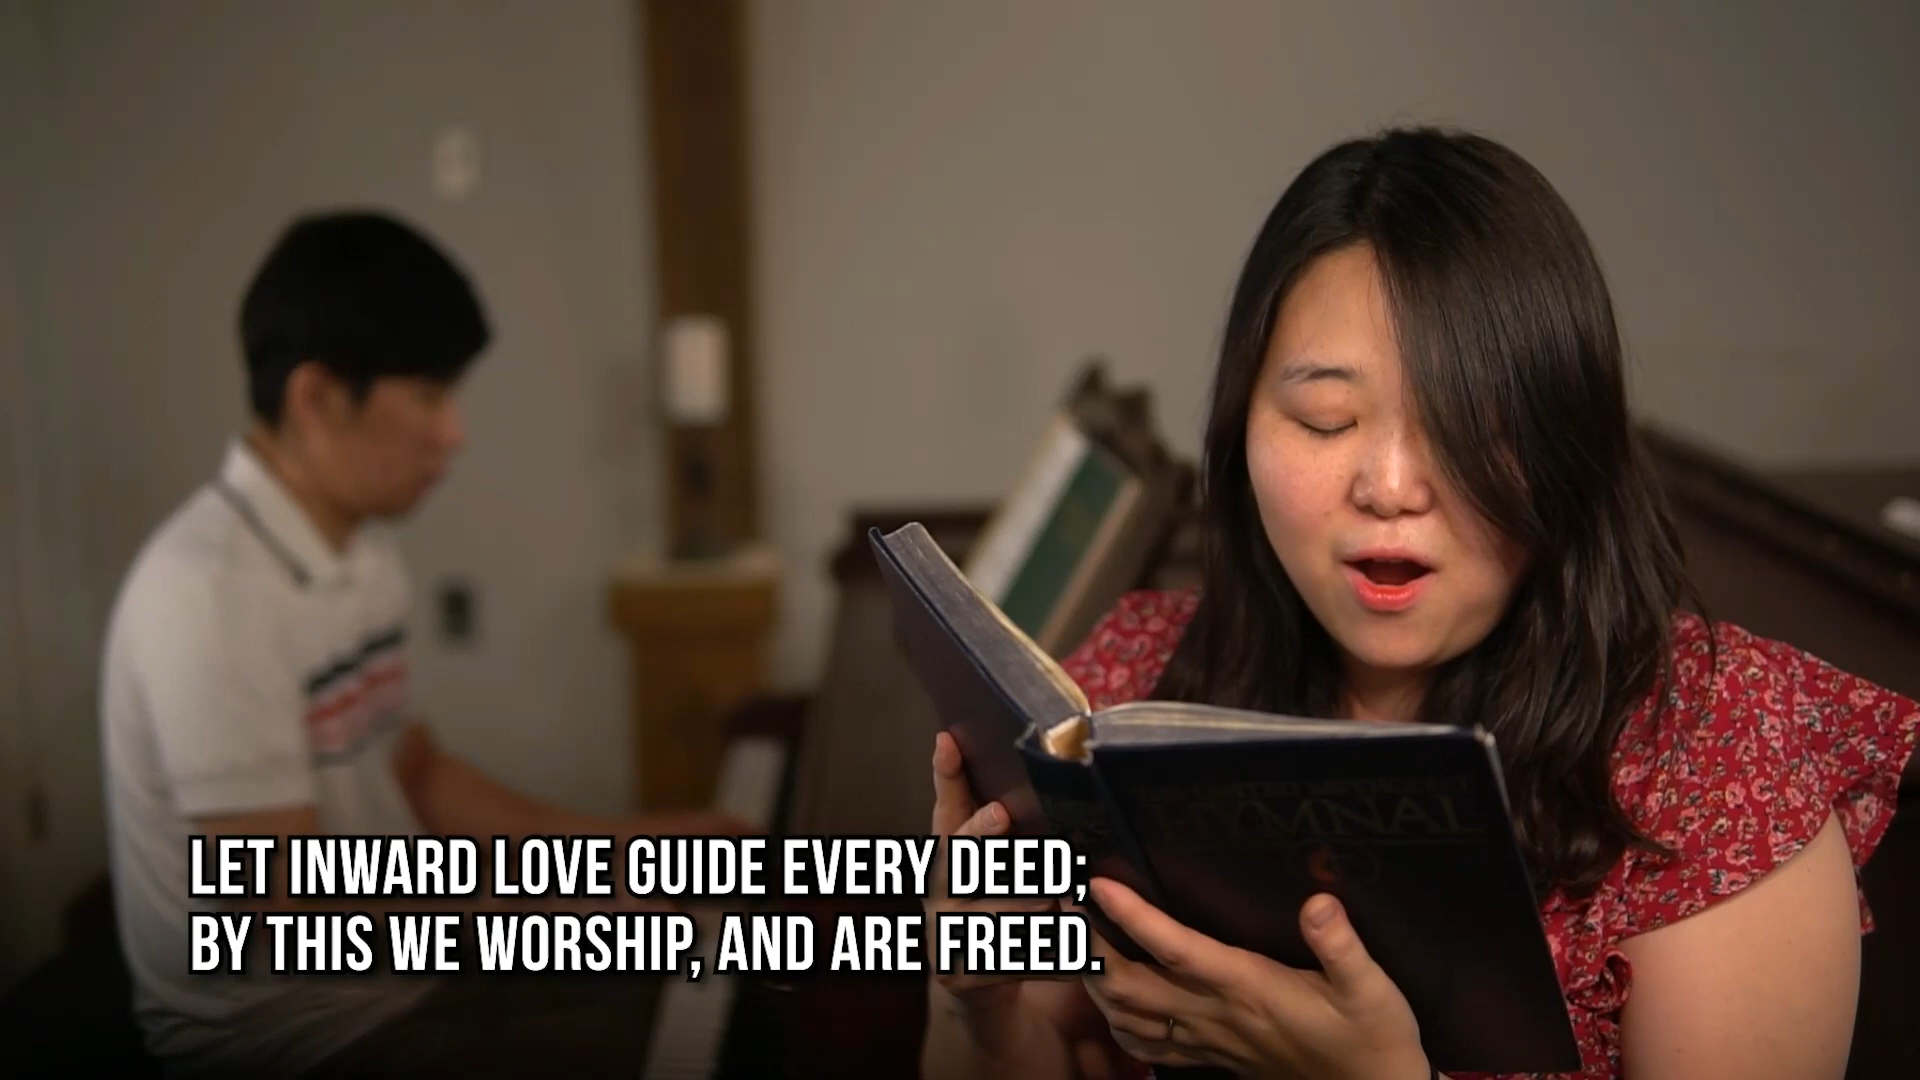 LET INWARD LOVE GUIDE EVERY DEED;
BY THIS WE WORSHIP, AND ARE FREED.
HYMNAL